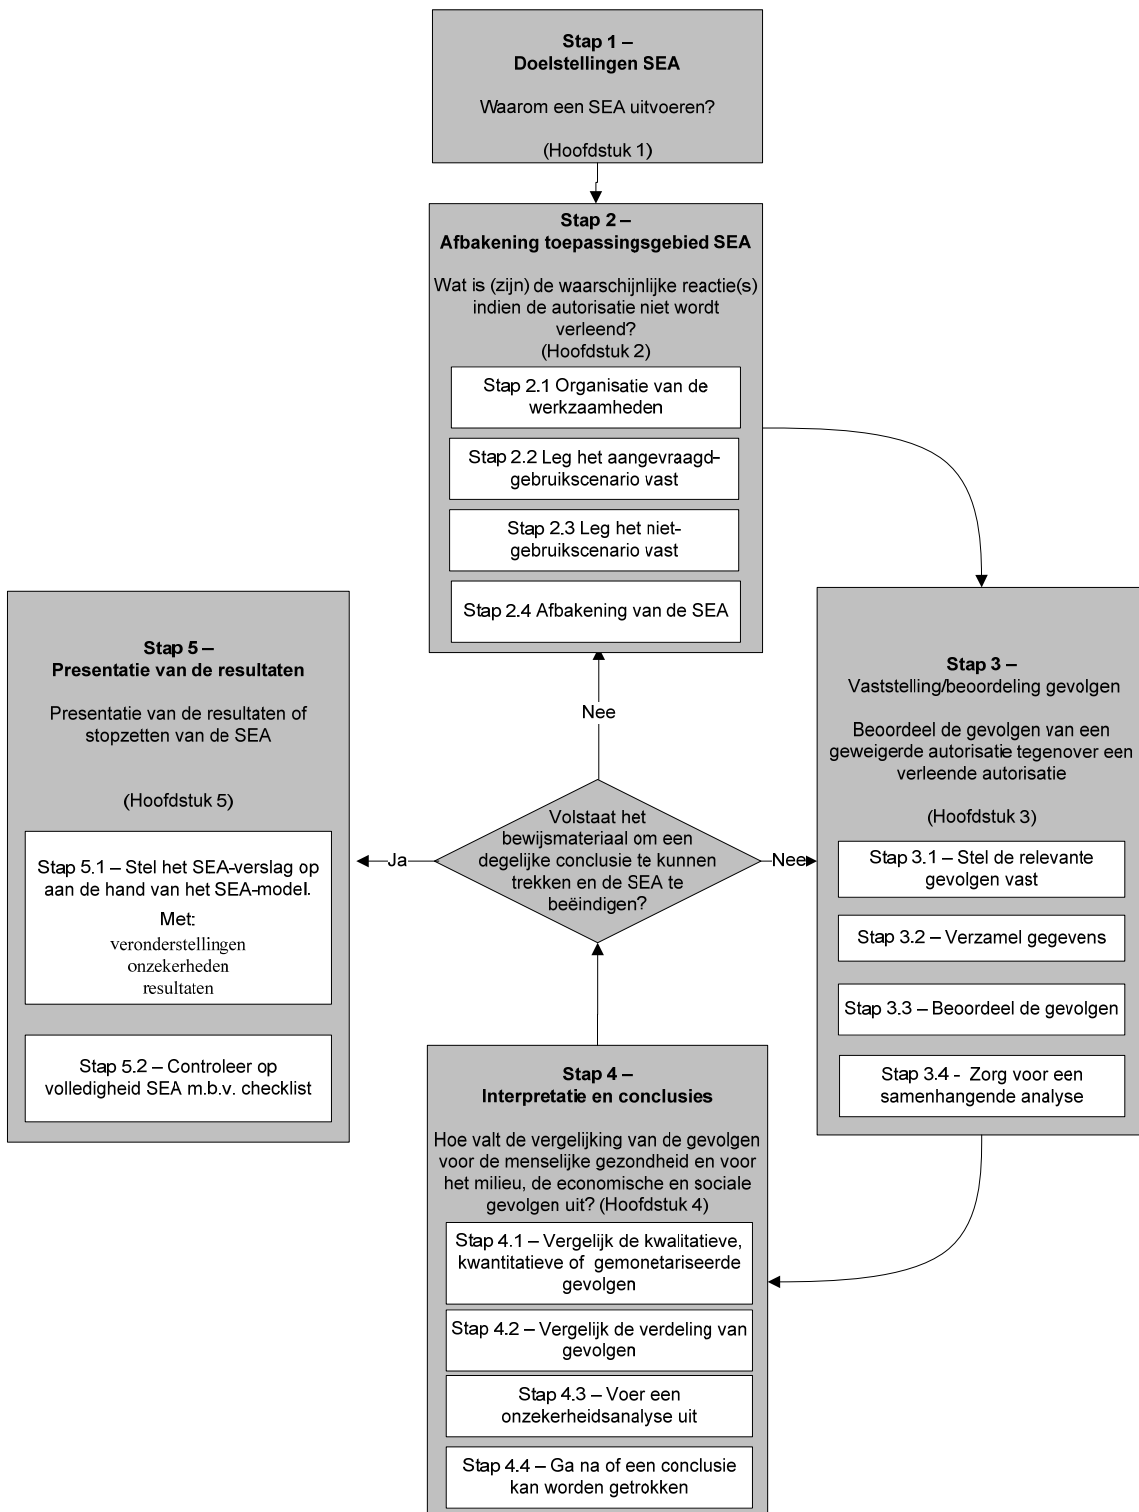 Stap 1 –
Doelstellingen SEA
Waarom een SEA uitvoeren?
(Hoofdstuk 1)
Stap 2 –
Afbakening toepassingsgebied SEA
Wat is (zijn) de waarschijnlijke reactie(s)
indien de autorisatie niet wordt
verleend?
(Hoofdstuk 2)
Stap 2.1 Organisatie van de
werkzaamheden
Stap 2.2 Leg het aangevraagd-
gebruikscenario vast
Stap 2.3 Leg het niet-
gebruikscenario vast
Stap 2.4 Afbakening van de SEA
Stap 3 –
Vaststelling/beoordeling gevolgen
Beoordeel de gevolgen van een
geweigerde autorisatie tegenover een
verleende autorisatie
(Hoofdstuk 3)
Stap 3.1 – Stel de relevante
gevolgen vast
Stap 3.2 – Verzamel gegevens
Stap 3.3 – Beoordeel de gevolgen
Stap 3.4 - Zorg voor een
samenhangende analyse
Stap 4 –
Interpretatie en conclusies
Hoe valt de vergelijking van de gevolgen
voor de menselijke gezondheid en voor
het milieu, de economische en sociale
gevolgen uit? (Hoofdstuk 4)
Stap 4.1 – Vergelijk de kwalitatieve,
kwantitatieve of gemonetariseerde
gevolgen
Stap 4.2 – Vergelijk de verdeling van
gevolgen
Stap 4.3 – Voer een
onzekerheidsanalyse uit
Stap 4.4 – Ga na of een conclusie
kan worden getrokken
Volstaat het
bewijsmateriaal om een
degelijke conclusie te kunnen
trekken en de SEA te
beëindigen?
Nee
Nee
Ja
Stap 5 –
Presentatie van de resultaten
Presentatie van de resultaten of
stopzetten van de SEA
(Hoofdstuk 5)
Stap 5.1 – Stel het SEA-verslag op
aan de hand van het SEA-model.
Met:
veronderstellingen
onzekerheden
resultaten
Stap 5.2 – Controleer op
volledigheid SEA m.b.v. checklist